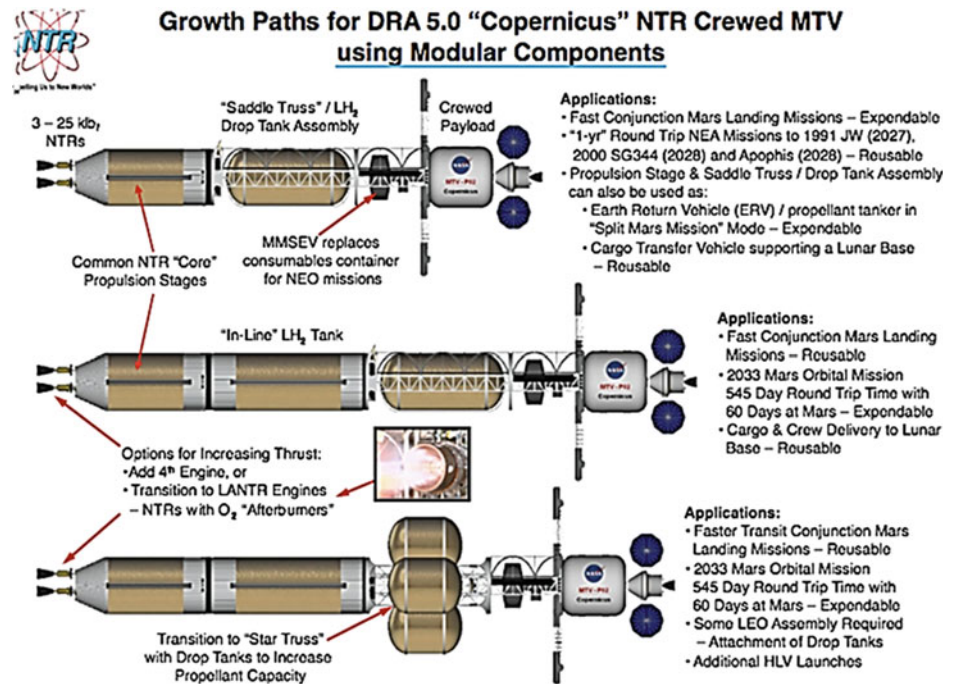 Growth Paths for DRA 5.0 “Copernicus” NTR Crewed MTV
using Modular Components
NTR
3 – 25 klbf
NTRs
“Saddle Truss” / LH2
Drop Tank Assembly
Crewed
Payload
Applications:
• Fast Conjunction Mars Landing Missions – Expendable
• “1-yr” Round Trip NEA Missions to 1991 JW (2027),
2000 SG344 (2028) and Apophis (2028) – Reusable
• Propulsion Stage & Saddle Truss / Drop Tank Assembly
can also be used as:
• Earth Return Vehicle (ERV) / propellant tanker in
“Split Mars Mission” Mode – Expendable
• Cargo Transfer Vehicle supporting a Lunar Base
– Reusable
NASA
Copernicus
Common NTR “Core”
Propulsion Stages
MMSEV replaces
consumables container
for NEO missions
“In-Line” LH2 Tank
NASA
Copernicus
Applications:
• Fast Conjunction Mars Landing
Missions – Reusable
• 2033 Mars Orbital Mission
545 Day Round Trip Time with
60 Days at Mars – Expendable
• Cargo & Crew Delivery to Lunar
Base – Reusable
Options for Increasing Thrust:
• Add 4th Engine, or
• Transition to LANTR Engines
– NTRs with O2 “Afterburners”
NASA
Copernicus
Applications:
• Faster Transit Conjunction Mars
Landing Missions – Reusable
• 2033 Mars Orbital Mission
545 Day Round Trip Time with
60 Days at Mars – Expendable
• Some LEO Assembly Required
– Attachment of Drop Tanks
• Additional HLV Launches
Transition to “Star Truss”
with Drop Tanks to Increase
Propellant Capacity